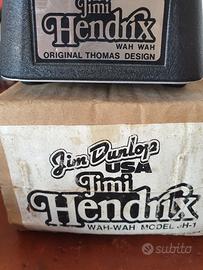 Jimi
Hendrix
WAH WAH
ORIGINAL THOMAS DESIGN
Jim Dunlop
USA
Jimi
Hendrix
WAH-WAH MODEL JH-1
subito